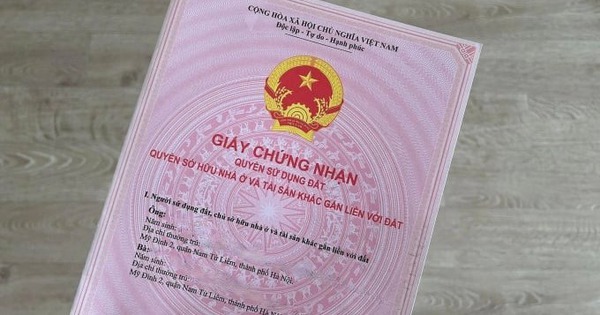 CỘNG HÒA XÃ HỘI CHỦ NGHĨA VIỆT NAM
Độc lập - Tự do - Hạnh phúc
GIẤY CHỨNG NHẬN
QUYỀN SỬ DỤNG ĐẤT
QUYỀN SỞ HỮU NHÀ Ở VÀ TÀI SẢN KHÁC GẮN LIỀN VỚI ĐẤT
I. Người sử dụng đất, chủ sở hữu nhà ở và tài sản khác gắn liền với đất
Ông:
Năm sinh:
Địa chỉ thường trú:
Mỹ Đình 2, quận Nam Từ Liêm, thành phố Hà Nội;
Bà:
Năm sinh:
Địa chỉ thường trú:
Mỹ Đình 2, quận Nam Từ Liêm, thành phố Hà Nội